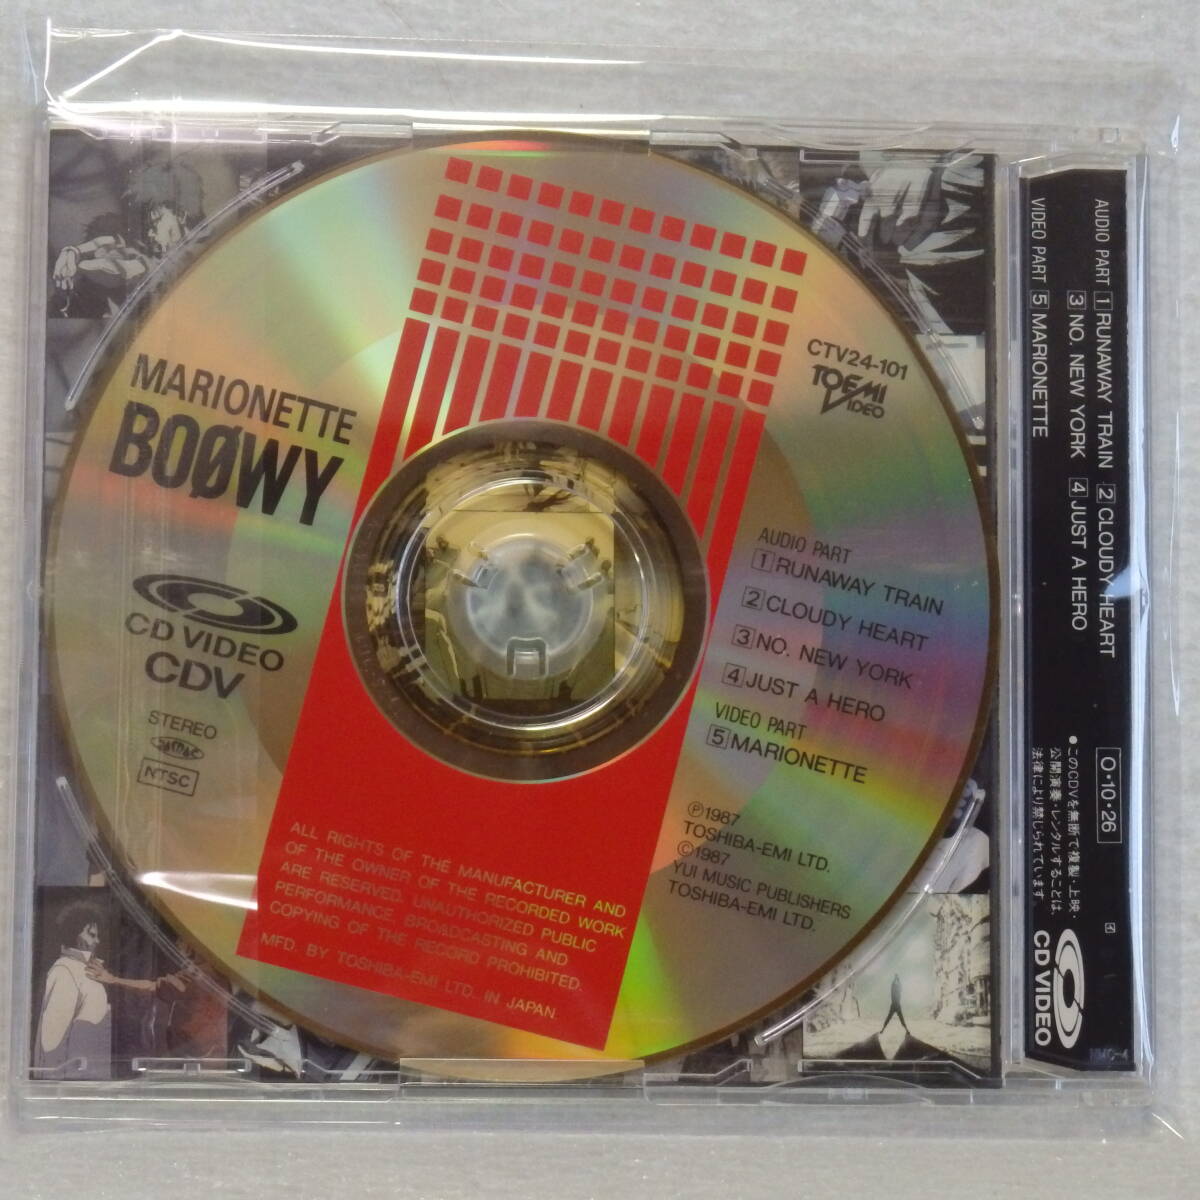 MARIONETTE
BOØWY
CD VIDEO
CDV
STEREO
NTSC
CTV24-101
TOEMI
VIDEO
AUDIO PART
1 RUNAWAY TRAIN
2 CLOUDY HEART
3 NO. NEW YORK
4 JUST A HERO
VIDEO PART
5 MARIONETTE
Ⓟ1987
TOSHIBA-EMI LTD.
©1987
YUI MUSIC PUBLISHERS
TOSHIBA-EMI LTD.
ALL RIGHTS OF THE MANUFACTURER AND
OF THE OWNER OF THE RECORDED WORK
ARE RESERVED. UNAUTHORIZED PUBLIC
PERFORMANCE, BROADCASTING AND
COPYING OF THE RECORD PROHIBITED.
MFD. BY TOSHIBA-EMI LTD. IN JAPAN.
AUDIO PART 1 RUNAWAY TRAIN 2 CLOUDY HEART
3 NO. NEW YORK 4 JUST A HERO
VIDEO PART 5 MARIONETTE
O·10·26
●このCDVを無断で複製・上映・
公開演奏・レンタルすることは、
法律により禁じられています。
イ
CD VIDEO